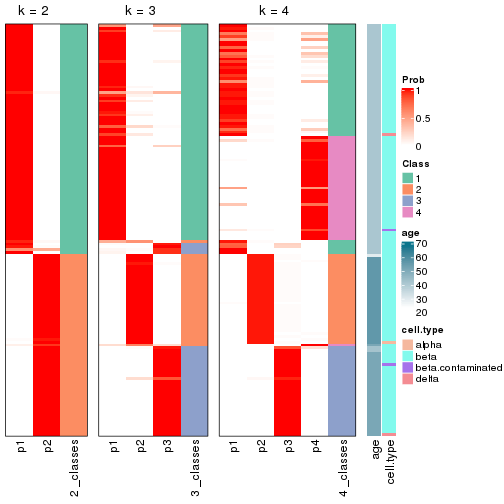 k = 2
k = 3
k = 4
p1
p2
2_classes
p1
p2
p3
3_classes
p1
p2
p3
p4
4_classes
age
cell.type
Prob
1
0.5
0
Class
1
2
3
4
age
70
60
50
40
30
20
cell.type
alpha
beta
beta.contaminated
delta